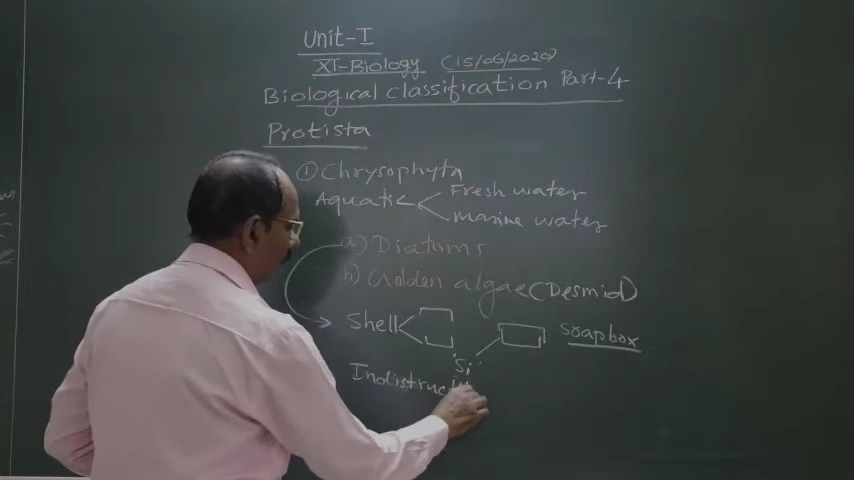 Unit-I
XI-Biology (15/06/2020)
Biological classification Part-4
Protista
① Chrysophyta
Aquatic Fresh water
Marine water
a) Diatoms
b) Golden algae (Desmid)
Shell Soapbox
Si